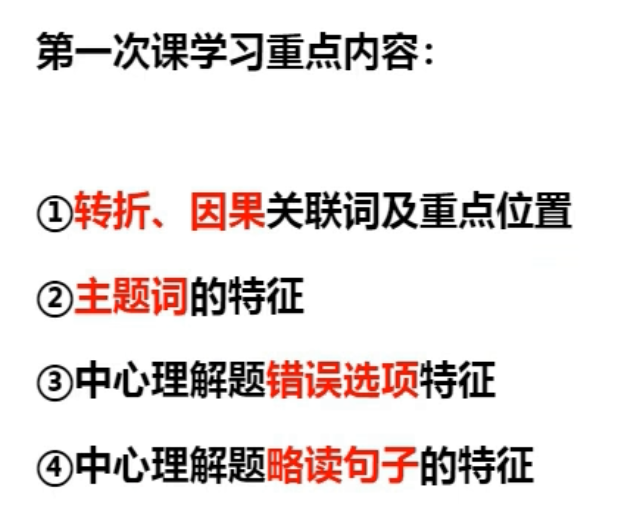 第一次课学习重点内容：
①转折、因果关联词及重点位置
②主题词的特征
③中心理解题错误选项特征
④中心理解题略读句子的特征